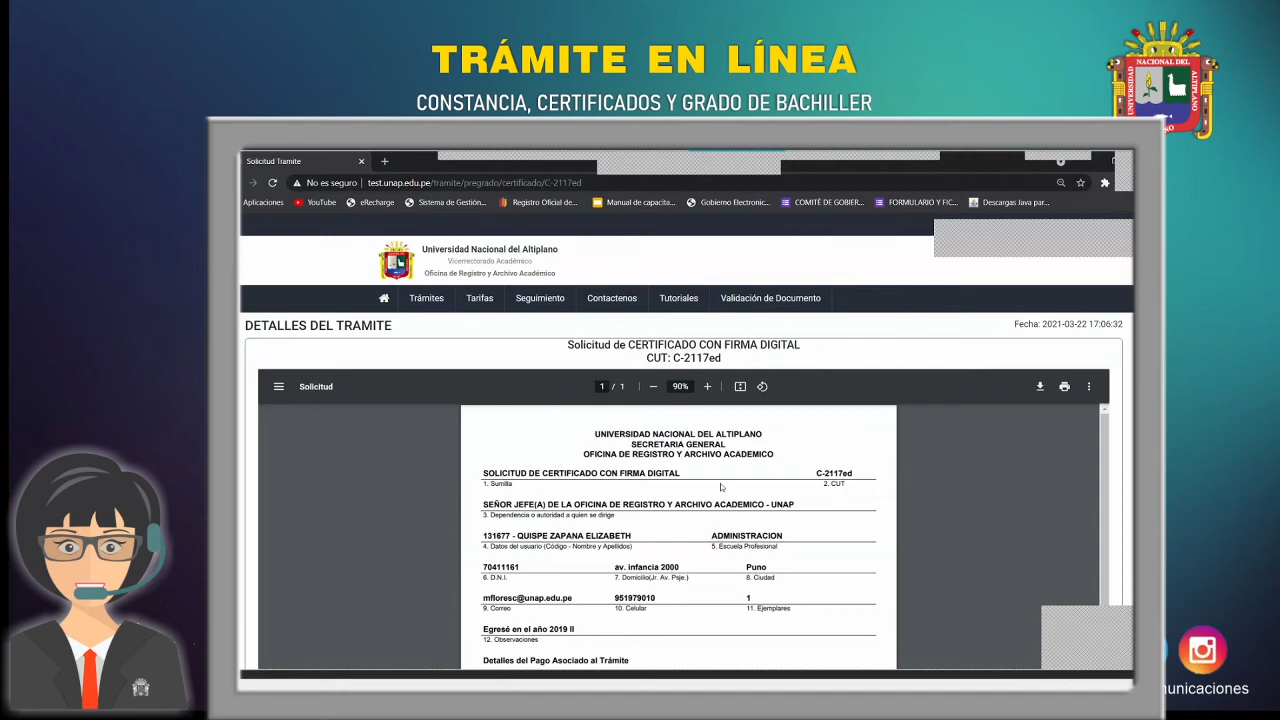 TRÁMITE EN LÍNEA
CONSTANCIA, CERTIFICADOS Y GRADO DE BACHILLER
UNIVERSIDAD NACIONAL DEL ALTIPLANO
Solicitud Tramite
No es seguro | test.unap.edu.pe/tramite/pregrado/certificado/C-2117ed
Aplicaciones YouTube eRecharge Sistema de Gestión... Registro Oficial de... Manual de capacita... Gobierno Electronic... COMITÉ DE GOBIER... FORMULARIO Y FIC... Descargas Java par...
Universidad Nacional del Altiplano
Vicerrectorado Académico
Oficina de Registro y Archivo Académico
Trámites Tarifas Seguimiento Contactenos Tutoriales Validación de Documento
DETALLES DEL TRAMITE Fecha: 2021-03-22 17:06:32
Solicitud de CERTIFICADO CON FIRMA DIGITAL
CUT: C-2117ed
Solicitud 1 / 1 90%
UNIVERSIDAD NACIONAL DEL ALTIPLANO
SECRETARIA GENERAL
OFICINA DE REGISTRO Y ARCHIVO ACADEMICO
SOLICITUD DE CERTIFICADO CON FIRMA DIGITAL C-2117ed
1. Sumilla 2. CUT
SEÑOR JEFE(A) DE LA OFICINA DE REGISTRO Y ARCHIVO ACADEMICO - UNAP
3. Dependencia o autoridad a quien se dirige
131677 - QUISPE ZAPANA ELIZABETH ADMINISTRACION
4. Datos del usuario (Código - Nombre y Apellidos) 5. Escuela Profesional
70411161 av. infancia 2000 Puno
6. D.N.I. 7. Domicilio(Jr. Av. Psje.) 8. Ciudad
mfloresc@unap.edu.pe 951979010 1
9. Correo 10. Celular 11. Ejemplares
Egresé en el año 2019 II
12. Observaciones
Detalles del Pago Asociado al Trámite
unicaciones